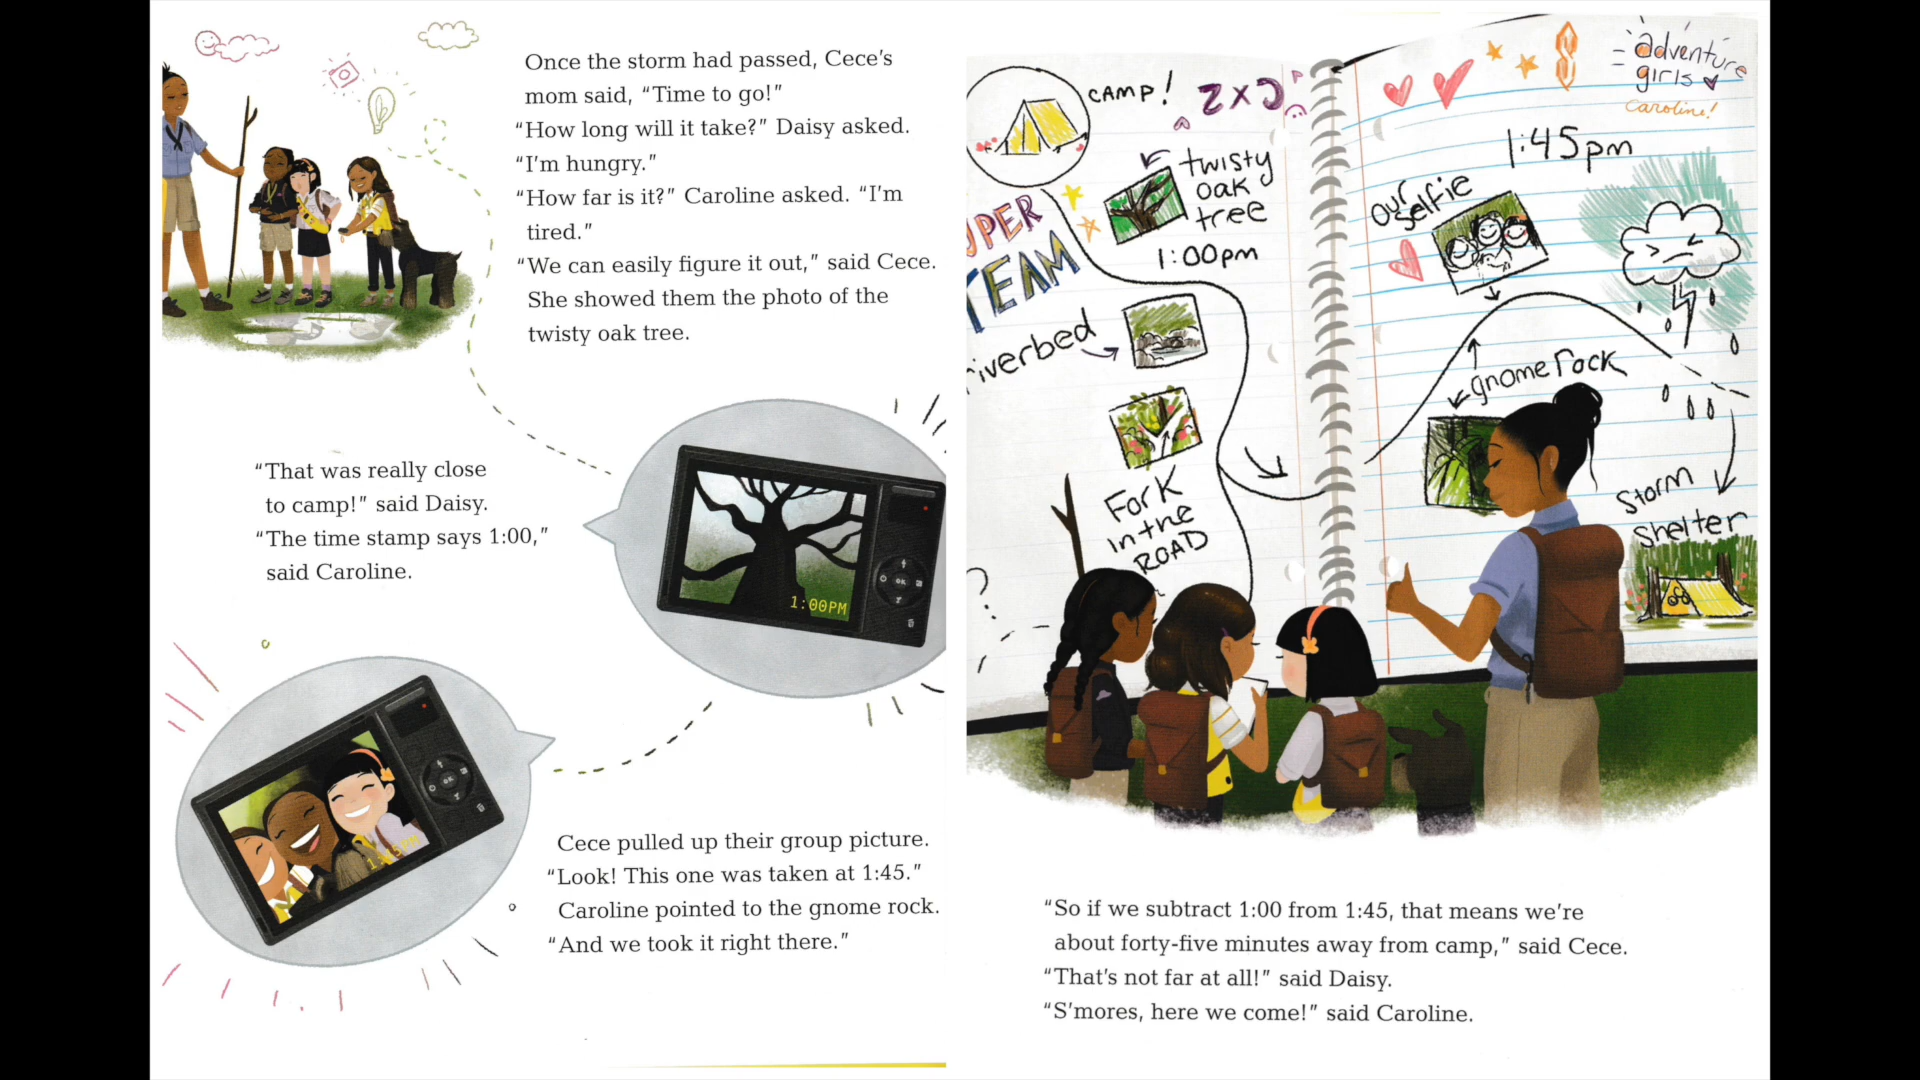 Once the storm had passed, Cece's
mom said, “Time to go!”
“How long will it take?” Daisy asked.
“I'm hungry.”
“How far is it?” Caroline asked. “I'm
tired.”
“We can easily figure it out,” said Cece.
She showed them the photo of the
twisty oak tree.
“That was really close
to camp!” said Daisy.
“The time stamp says 1:00,”
said Caroline.
OK
1:00PM
OK
Cece pulled up their group picture.
“Look! This one was taken at 1:45.”
Caroline pointed to the gnome rock.
“And we took it right there.”
CAMP!
twisty
oak
tree
1:00pm
UPER
TEAM
iverbed
Fork
in the
ROAD
?
adventure
girls
Caroline!
1:45pm
our
selfie
gnome rock
Storm
Shelter
“So if we subtract 1:00 from 1:45, that means we're
about forty-five minutes away from camp,” said Cece.
“That's not far at all!” said Daisy.
“S'mores, here we come!” said Caroline.